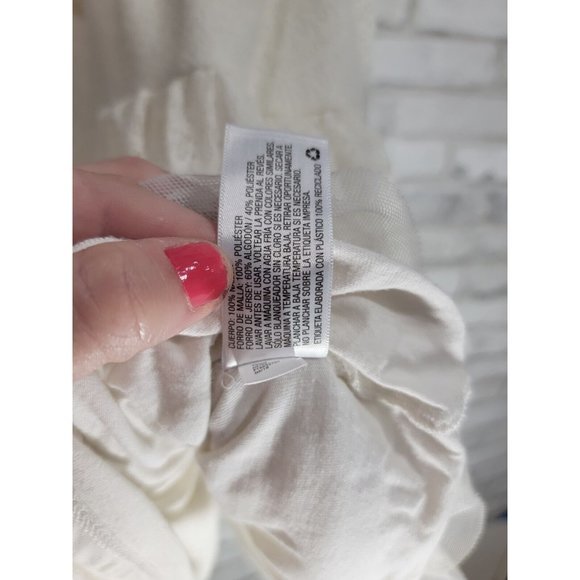 CUERPO: 100%
FORRO DE MALLA: 100% POLIÉSTER
FORRO DE JERSEY: 60% ALGODÓN / 40% POLIÉSTER
LAVAR ANTES DE USAR. VOLTEAR LA PRENDA AL REVÉS.
LAVAR A MÁQUINA CON AGUA FRÍA CON COLORES SIMILARES.
SOLO BLANQUEADOR SIN CLORO SI ES NECESARIO. SECAR A
MÁQUINA A TEMPERATURA BAJA, RETIRAR OPORTUNAMENTE.
PLANCHAR A BAJA TEMPERATURA SI ES NECESARIO.
NO PLANCHAR SOBRE LA ETIQUETA IMPRESA.
ETIQUETA ELABORADA CON PLÁSTICO 100% RECICLADO